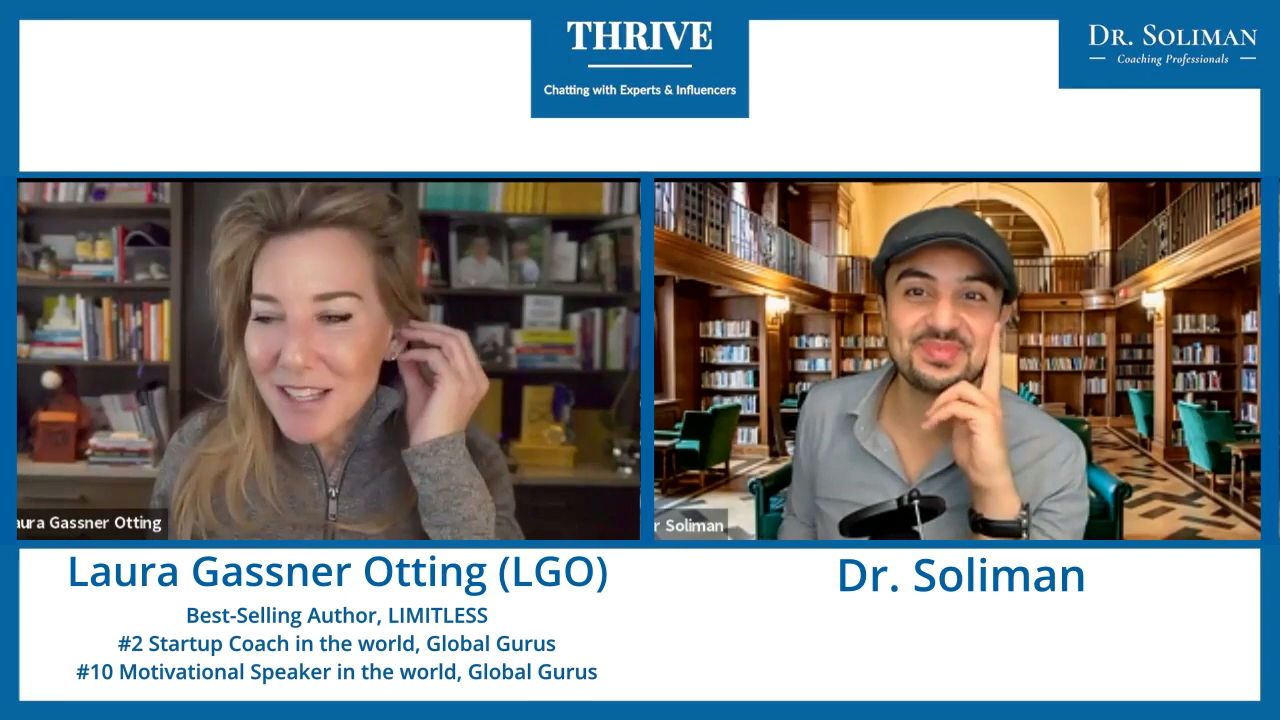 THRIVE
Chatting with Experts & Influencers
DR. SOLIMAN
Coaching Professionals
aura Gassner Otting
r Soliman
Laura Gassner Otting (LGO)
Best-Selling Author, LIMITLESS
#2 Startup Coach in the world, Global Gurus
#10 Motivational Speaker in the world, Global Gurus
Dr. Soliman